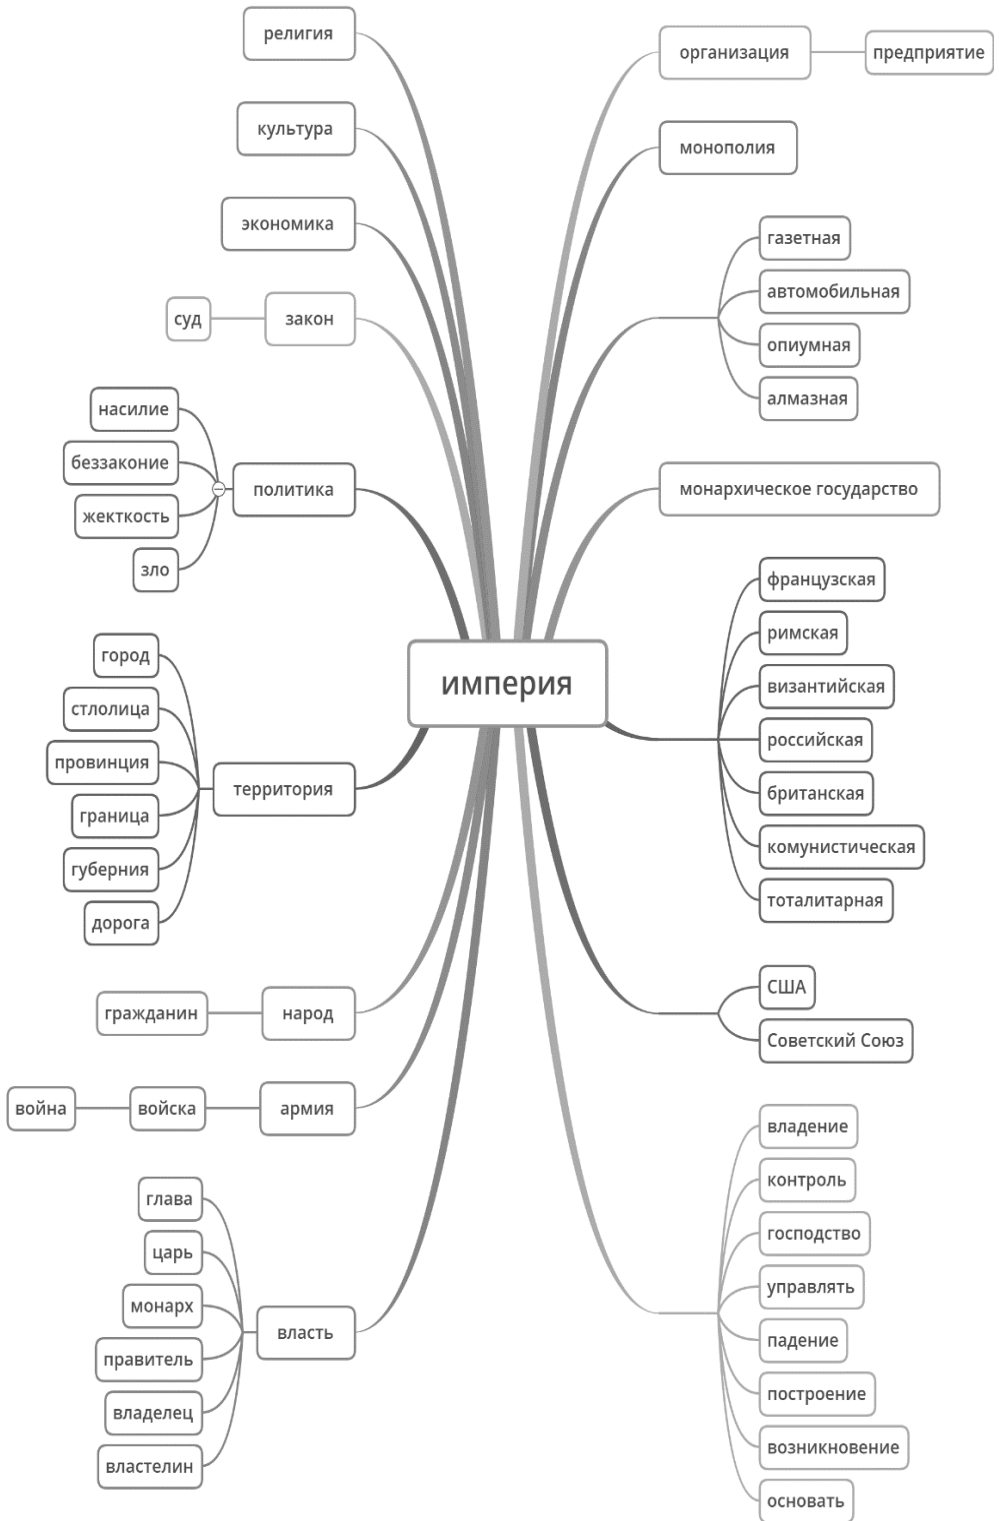 религия
культура
экономика
суд
закон
насилие
беззаконие
жекткость
зло
политика
город
стлолица
провинция
граница
губерния
дорога
территория
гражданин
народ
война
войска
армия
глава
царь
монарх
правитель
владелец
властелин
власть
империя
организация
предприятие
монополия
газетная
автомобильная
опиумная
алмазная
монархическое государство
французская
римская
византийская
российская
британская
комунистическая
тоталитарная
США
Советский Союз
владение
контроль
господство
управлять
падение
построение
возникновение
основать